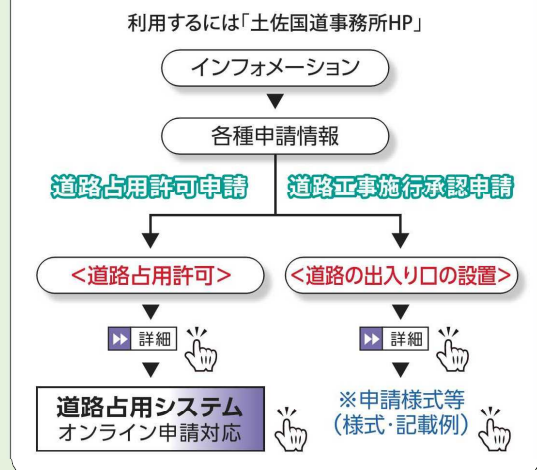 利用するには「土佐国道事務所HP」
インフォメーション
各種申請情報
道路占用許可申請
道路工事施行承認申請
<道路占用許可>
<道路の出入り口の設置>
詳細
詳細
道路占用システム
オンライン申請対応
※申請様式等
(様式・記載例)